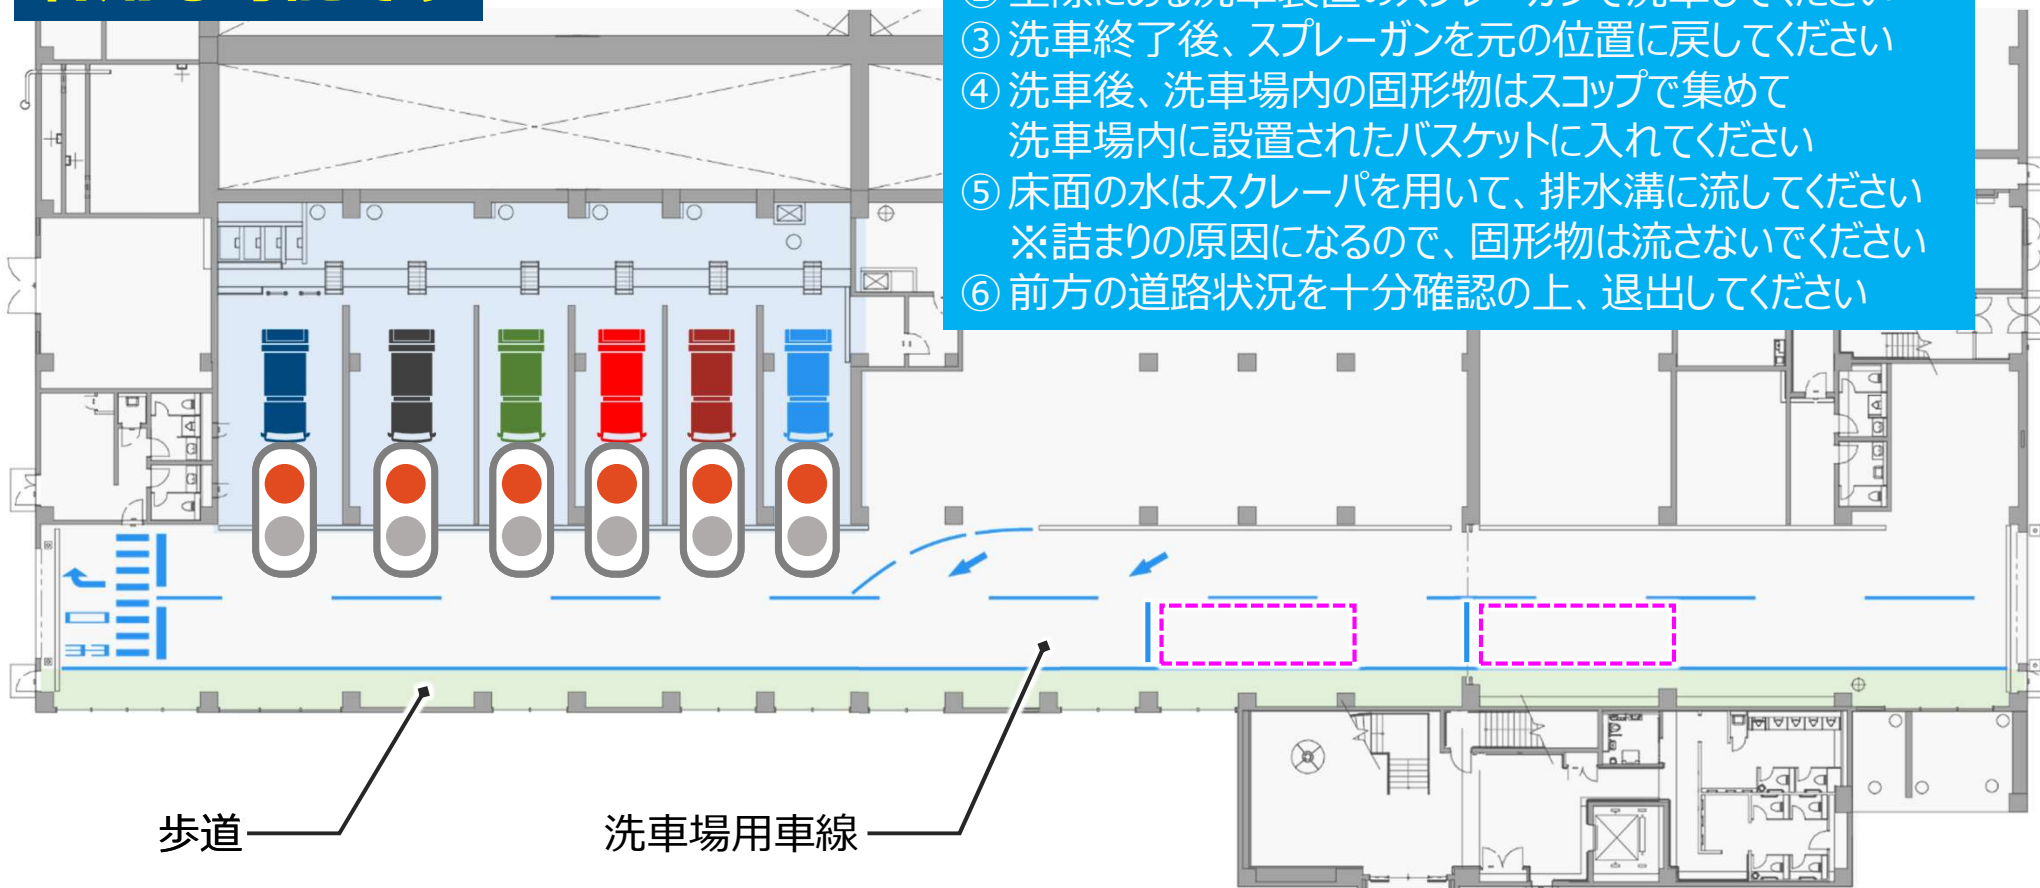 ③ 洗車終了後、スプレーガンを元の位置に戻してください
④ 洗車後、洗車場内の固形物はスコップで集めて
洗車場内に設置されたバスケットに入れてください
⑤ 床面の水はスクレーパを用いて、排水溝に流してください
※詰まりの原因になるので、固形物は流さないでください
⑥ 前方の道路状況を十分確認の上、退出してください
歩道
洗車場用車線